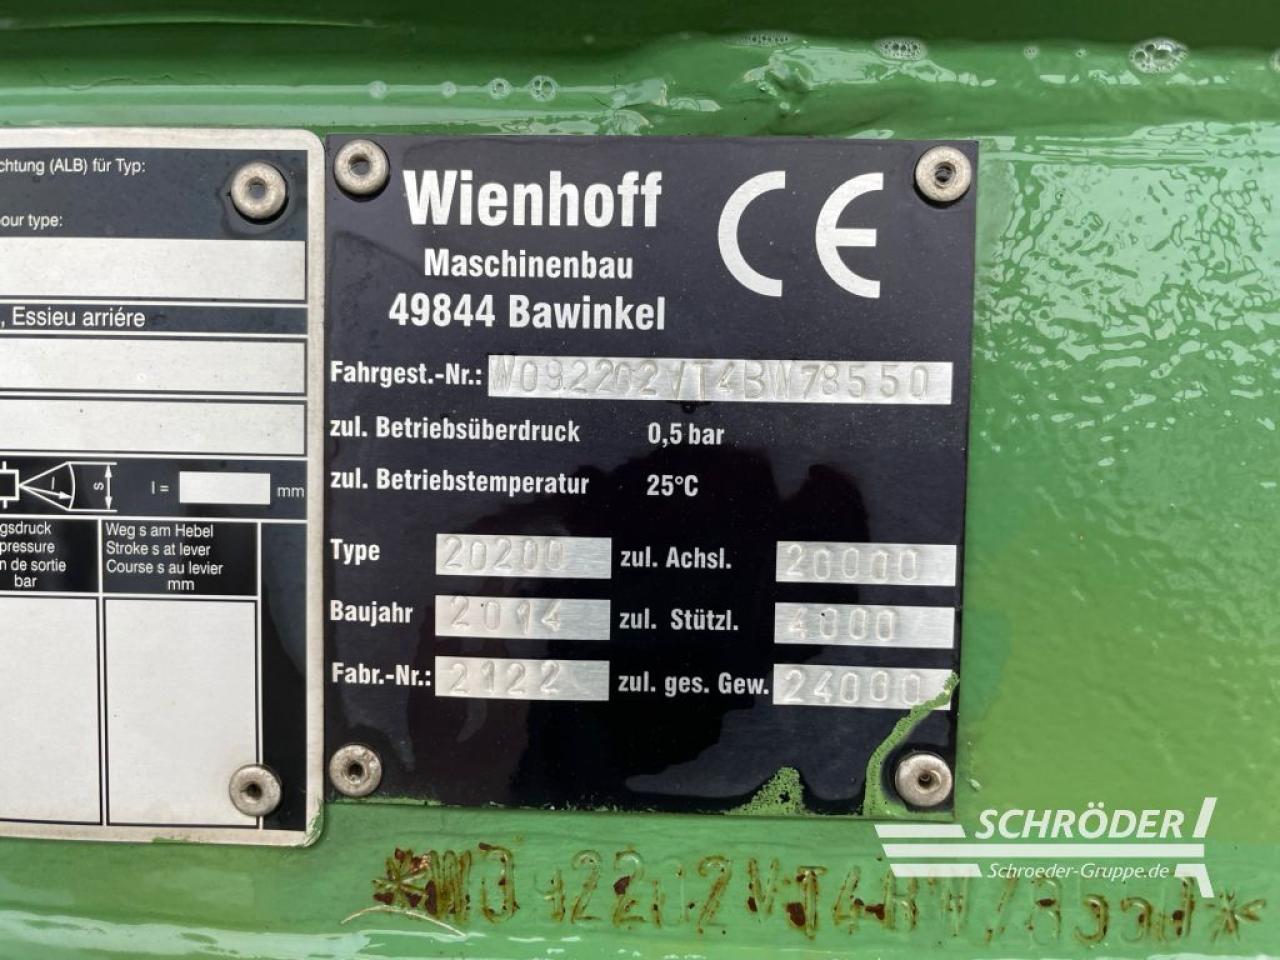 chtung (ALB) für Typ:
our type:
, Essieu arriére
s
l = mm
gsdruck
pressure
n de sortie
bar
Weg s am Hebel
Stroke s at lever
Course s au levier
mm
Wienhoff
Maschinenbau
49844 Bawinkel
CE
Fahrgest.-Nr.: W092202VT4BW78550
zul. Betriebsüberdruck 0,5 bar
zul. Betriebstemperatur 25°C
Type 20200 zul. Achsl. 20000
Baujahr 2014 zul. Stützl. 4000
Fabr.-Nr.: 2122 zul. ges. Gew. 24000
*W092202VT4BW78550*
SCHRÖDER
Schroeder-Gruppe.de